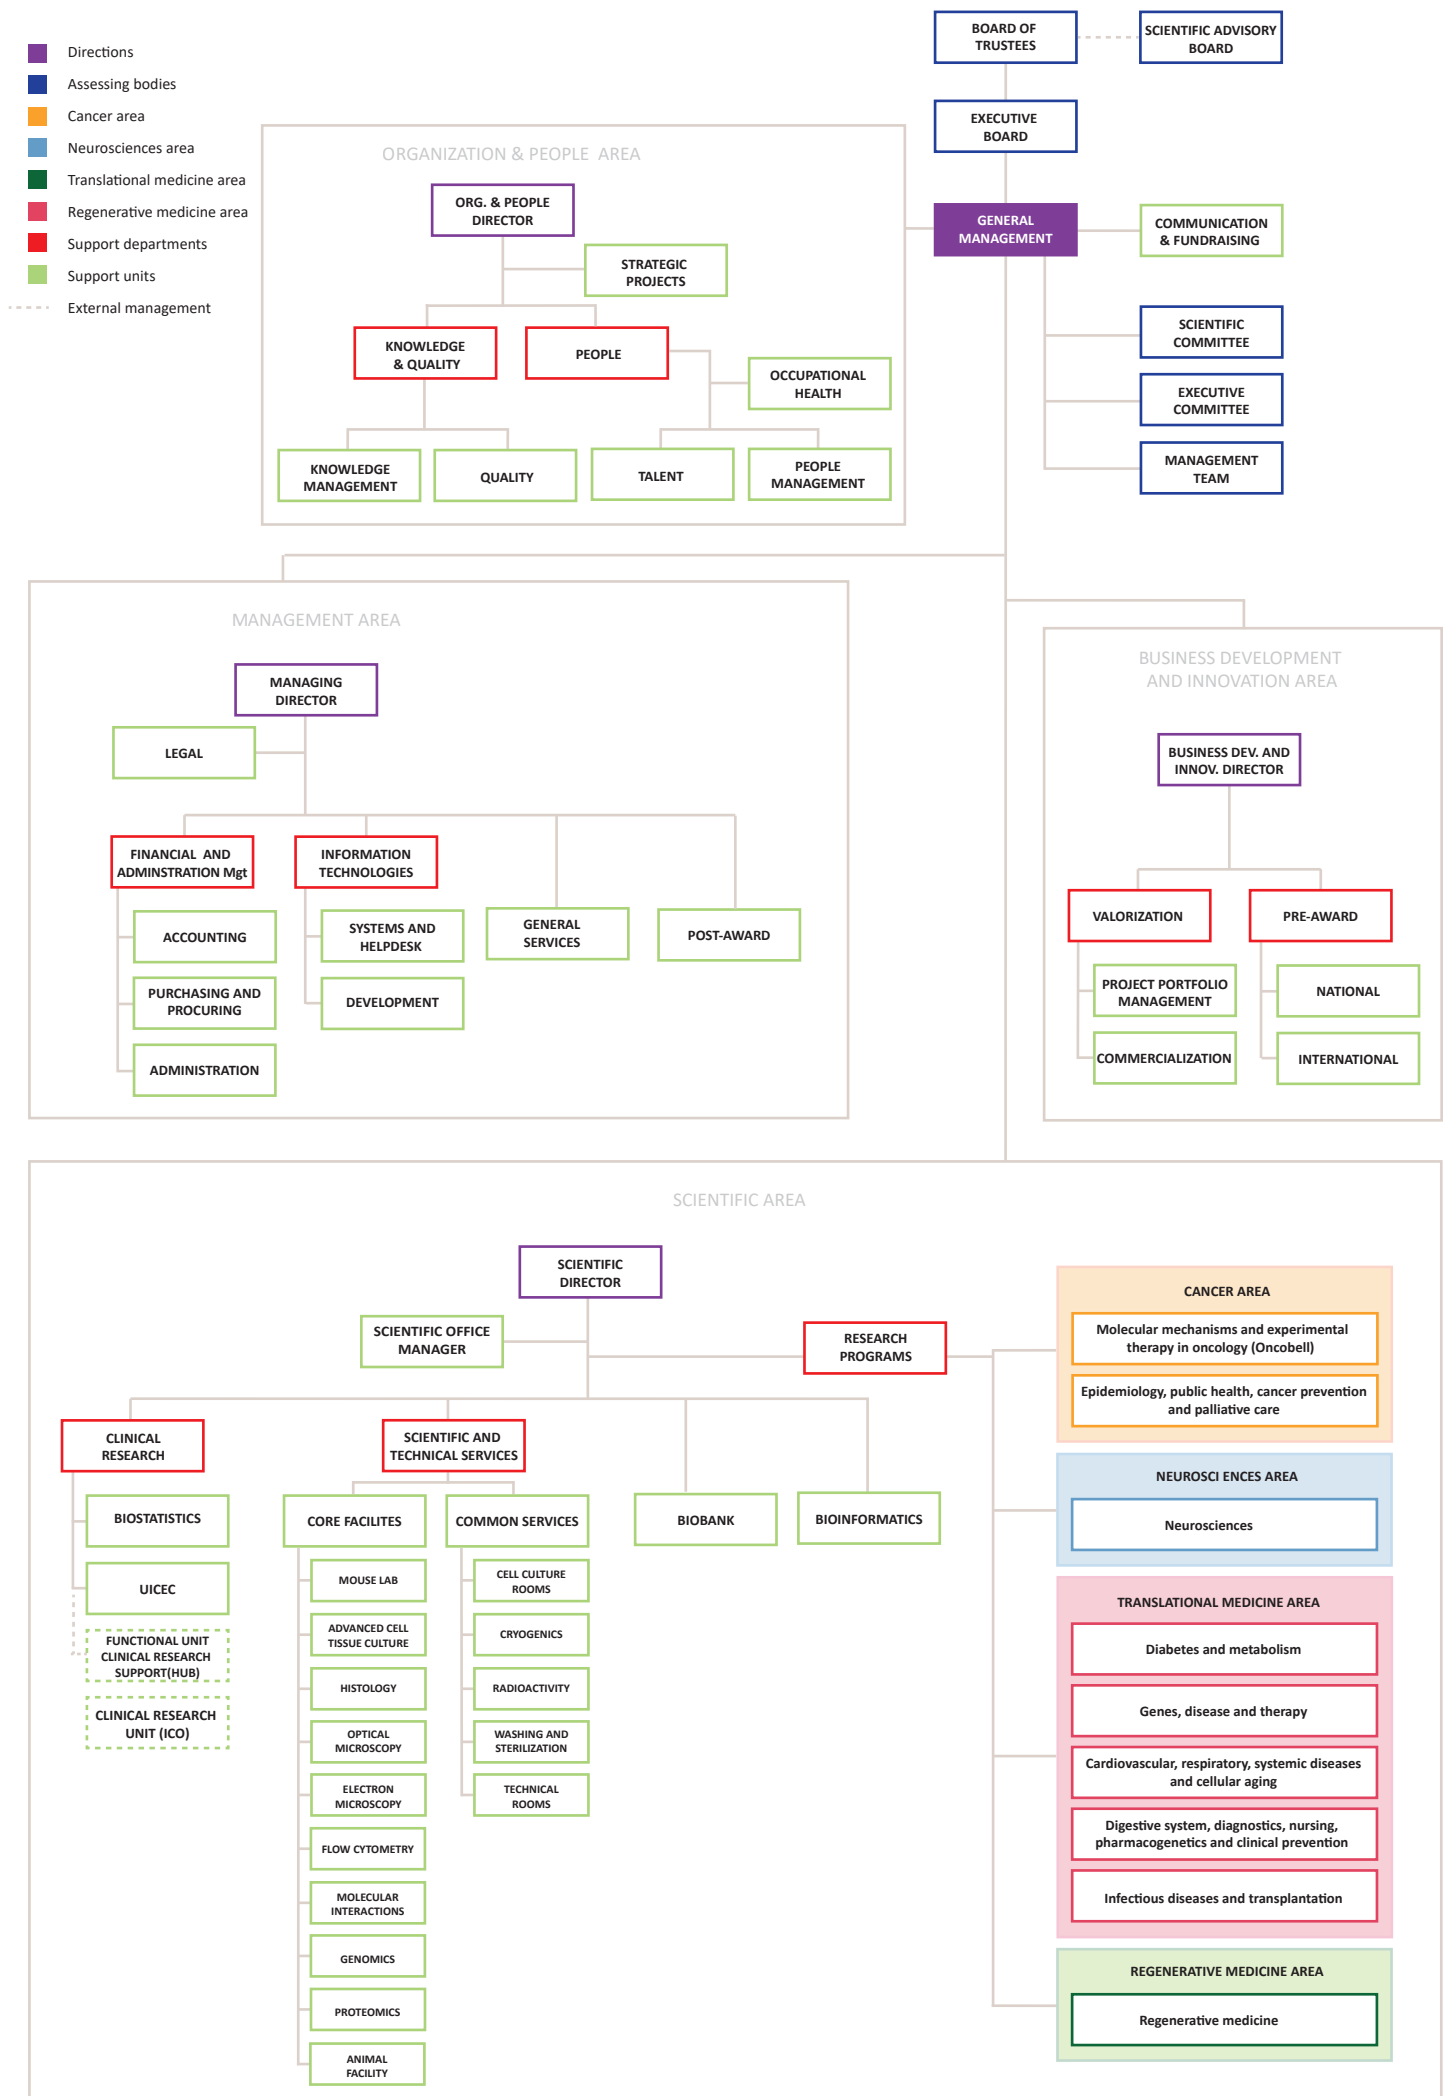 Directions
Assessing bodies
Cancer area
Neurosciences area
Translational medicine area
Regenerative medicine area
Support departments
Support units
External management
BOARD OF
TRUSTEES
SCIENTIFIC ADVISORY
BOARD
EXECUTIVE
BOARD
GENERAL
MANAGEMENT
COMMUNICATION
& FUNDRAISING
SCIENTIFIC
COMMITTEE
EXECUTIVE
COMMITTEE
MANAGEMENT
TEAM
ORGANIZATION & PEOPLE AREA
ORG. & PEOPLE
DIRECTOR
STRATEGIC
PROJECTS
KNOWLEDGE
& QUALITY
PEOPLE
OCCUPATIONAL
HEALTH
KNOWLEDGE
MANAGEMENT
QUALITY
TALENT
PEOPLE
MANAGEMENT
MANAGEMENT AREA
MANAGING
DIRECTOR
LEGAL
FINANCIAL AND
ADMINSTRATION Mgt
INFORMATION
TECHNOLOGIES
ACCOUNTING
PURCHASING AND
PROCURING
ADMINISTRATION
SYSTEMS AND
HELPDESK
DEVELOPMENT
GENERAL
SERVICES
POST-AWARD
BUSINESS DEVELOPMENT
AND INNOVATION AREA
BUSINESS DEV. AND
INNOV. DIRECTOR
VALORIZATION
PRE-AWARD
PROJECT PORTFOLIO
MANAGEMENT
NATIONAL
COMMERCIALIZATION
INTERNATIONAL
SCIENTIFIC AREA
SCIENTIFIC
DIRECTOR
SCIENTIFIC OFFICE
MANAGER
RESEARCH
PROGRAMS
CLINICAL
RESEARCH
SCIENTIFIC AND
TECHNICAL SERVICES
BIOSTATISTICS
UICEC
FUNCTIONAL UNIT
CLINICAL RESEARCH
SUPPORT(HUB)
CLINICAL RESEARCH
UNIT (ICO)
CORE FACILITES
MOUSE LAB
ADVANCED CELL
TISSUE CULTURE
HISTOLOGY
OPTICAL
MICROSCOPY
ELECTRON
MICROSCOPY
FLOW CYTOMETRY
MOLECULAR
INTERACTIONS
GENOMICS
PROTEOMICS
ANIMAL
FACILITY
COMMON SERVICES
CELL CULTURE
ROOMS
CRYOGENICS
RADIOACTIVITY
WASHING AND
STERILIZATION
TECHNICAL
ROOMS
BIOBANK
BIOINFORMATICS
CANCER AREA
Molecular mechanisms and experimental
therapy in oncology (Oncobell)
Epidemiology, public health, cancer prevention
and palliative care
NEUROSCI ENCES AREA
Neurosciences
TRANSLATIONAL MEDICINE AREA
Diabetes and metabolism
Genes, disease and therapy
Cardiovascular, respiratory, systemic diseases
and cellular aging
Digestive system, diagnostics, nursing,
pharmacogenetics and clinical prevention
Infectious diseases and transplantation
REGENERATIVE MEDICINE AREA
Regenerative medicine